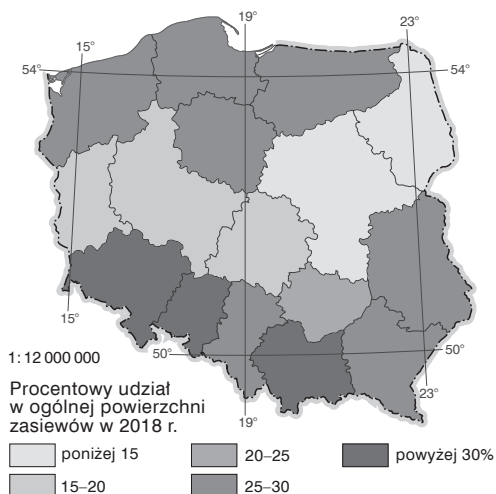 19°
23°
15°
54°
54°
15°
50°
50°
23°
19°
1: 12 000 000
Procentowy udział
w ogólnej powierzchni
zasiewów w 2018 r.
poniżej 15
20–25
powyżej 30%
15–20
25–30